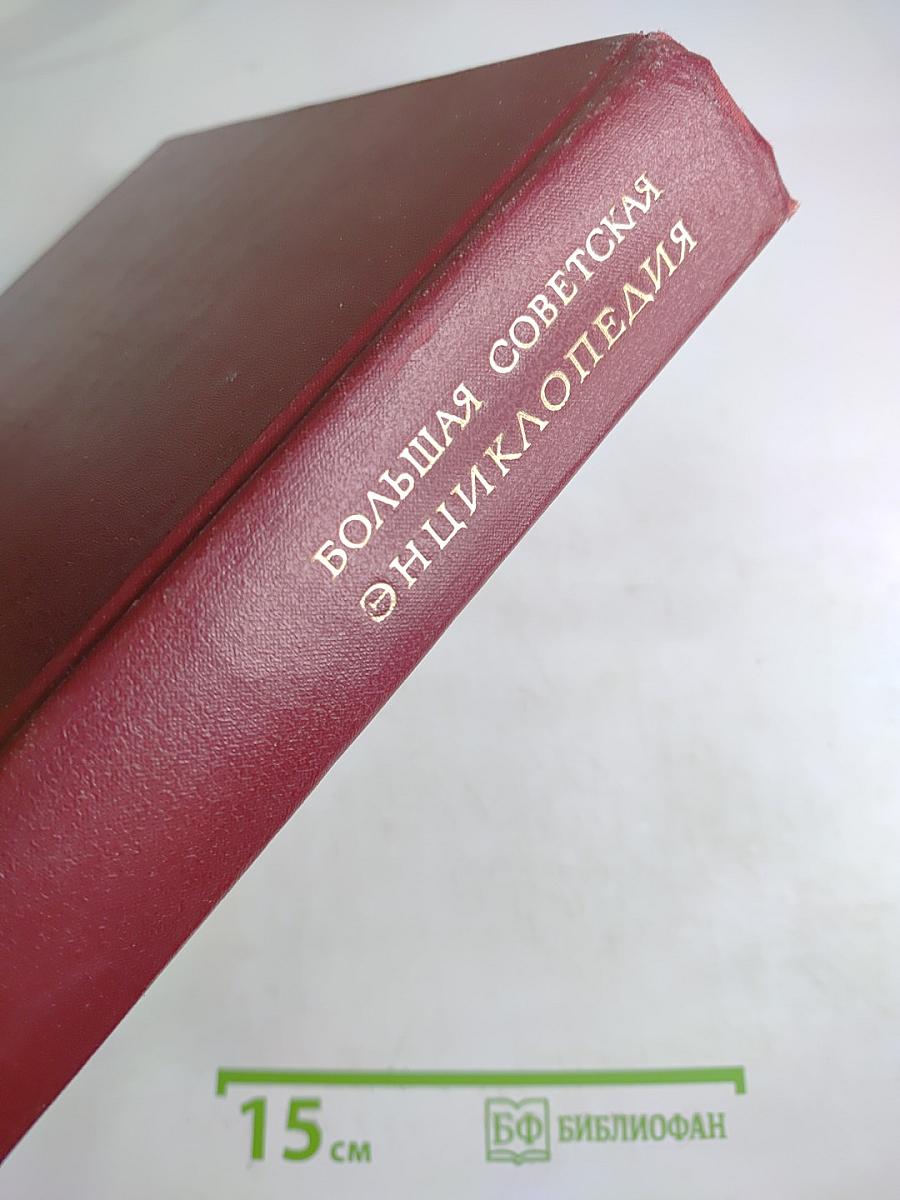 БОЛЬШАЯ СОВЕТСКАЯ
ЭНЦИКЛОПЕДИЯ
15 см
БФ БИБЛИОФАН